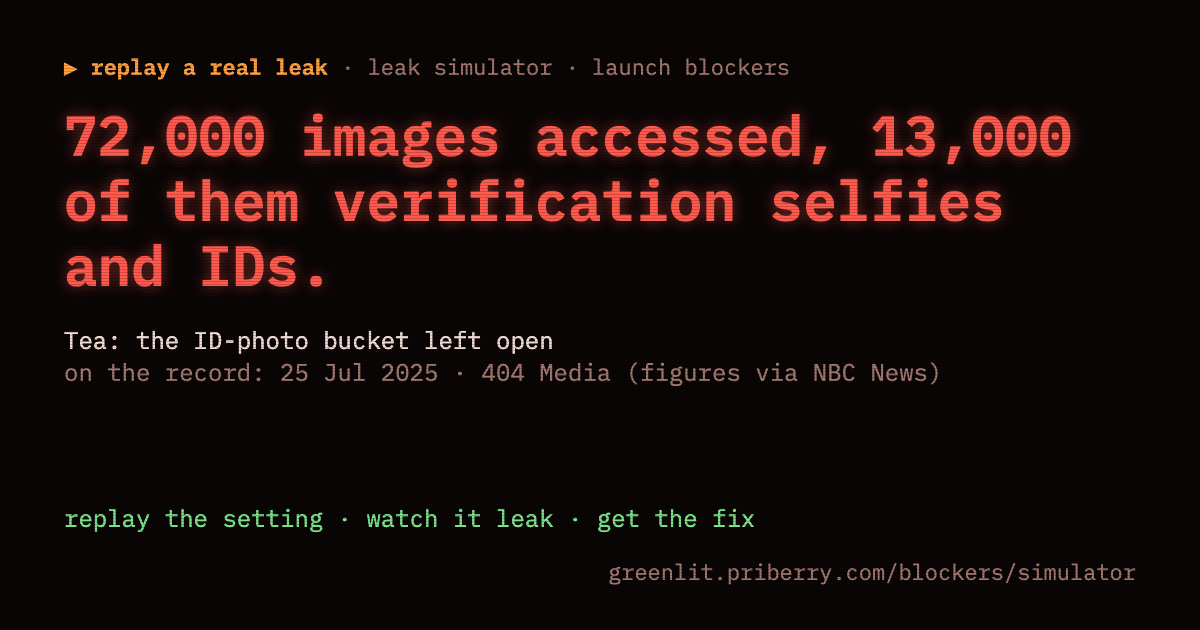 ▶ replay a real leak · leak simulator · launch blockers
72,000 images accessed, 13,000
of them verification selfies
and IDs.
Tea: the ID-photo bucket left open
on the record: 25 Jul 2025 · 404 Media (figures via NBC News)
replay the setting · watch it leak · get the fix
greenlit.priberry.com/blockers/simulator